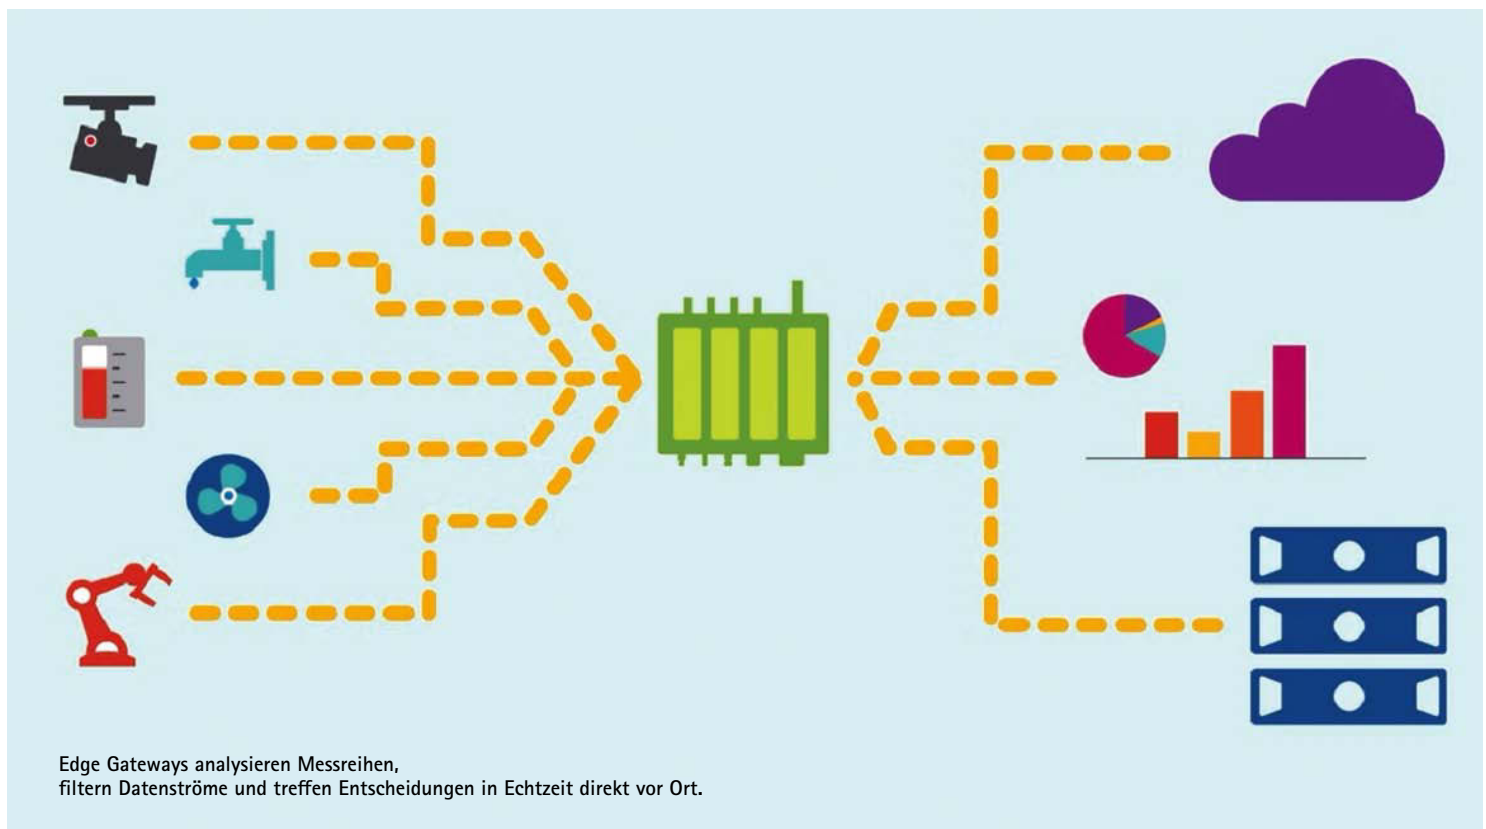 Edge Gateways analysieren Messreihen,
filtern Datenströme und treffen Entscheidungen in Echtzeit direkt vor Ort.